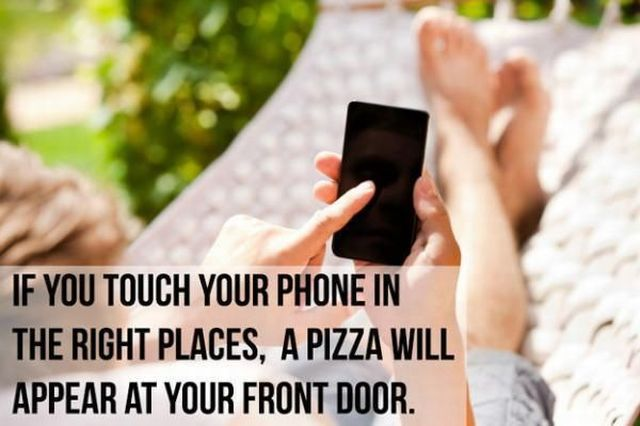 IF YOU TOUCH YOUR PHONE IN
THE RIGHT PLACES, A PIZZA WILL
APPEAR AT YOUR FRONT DOOR.